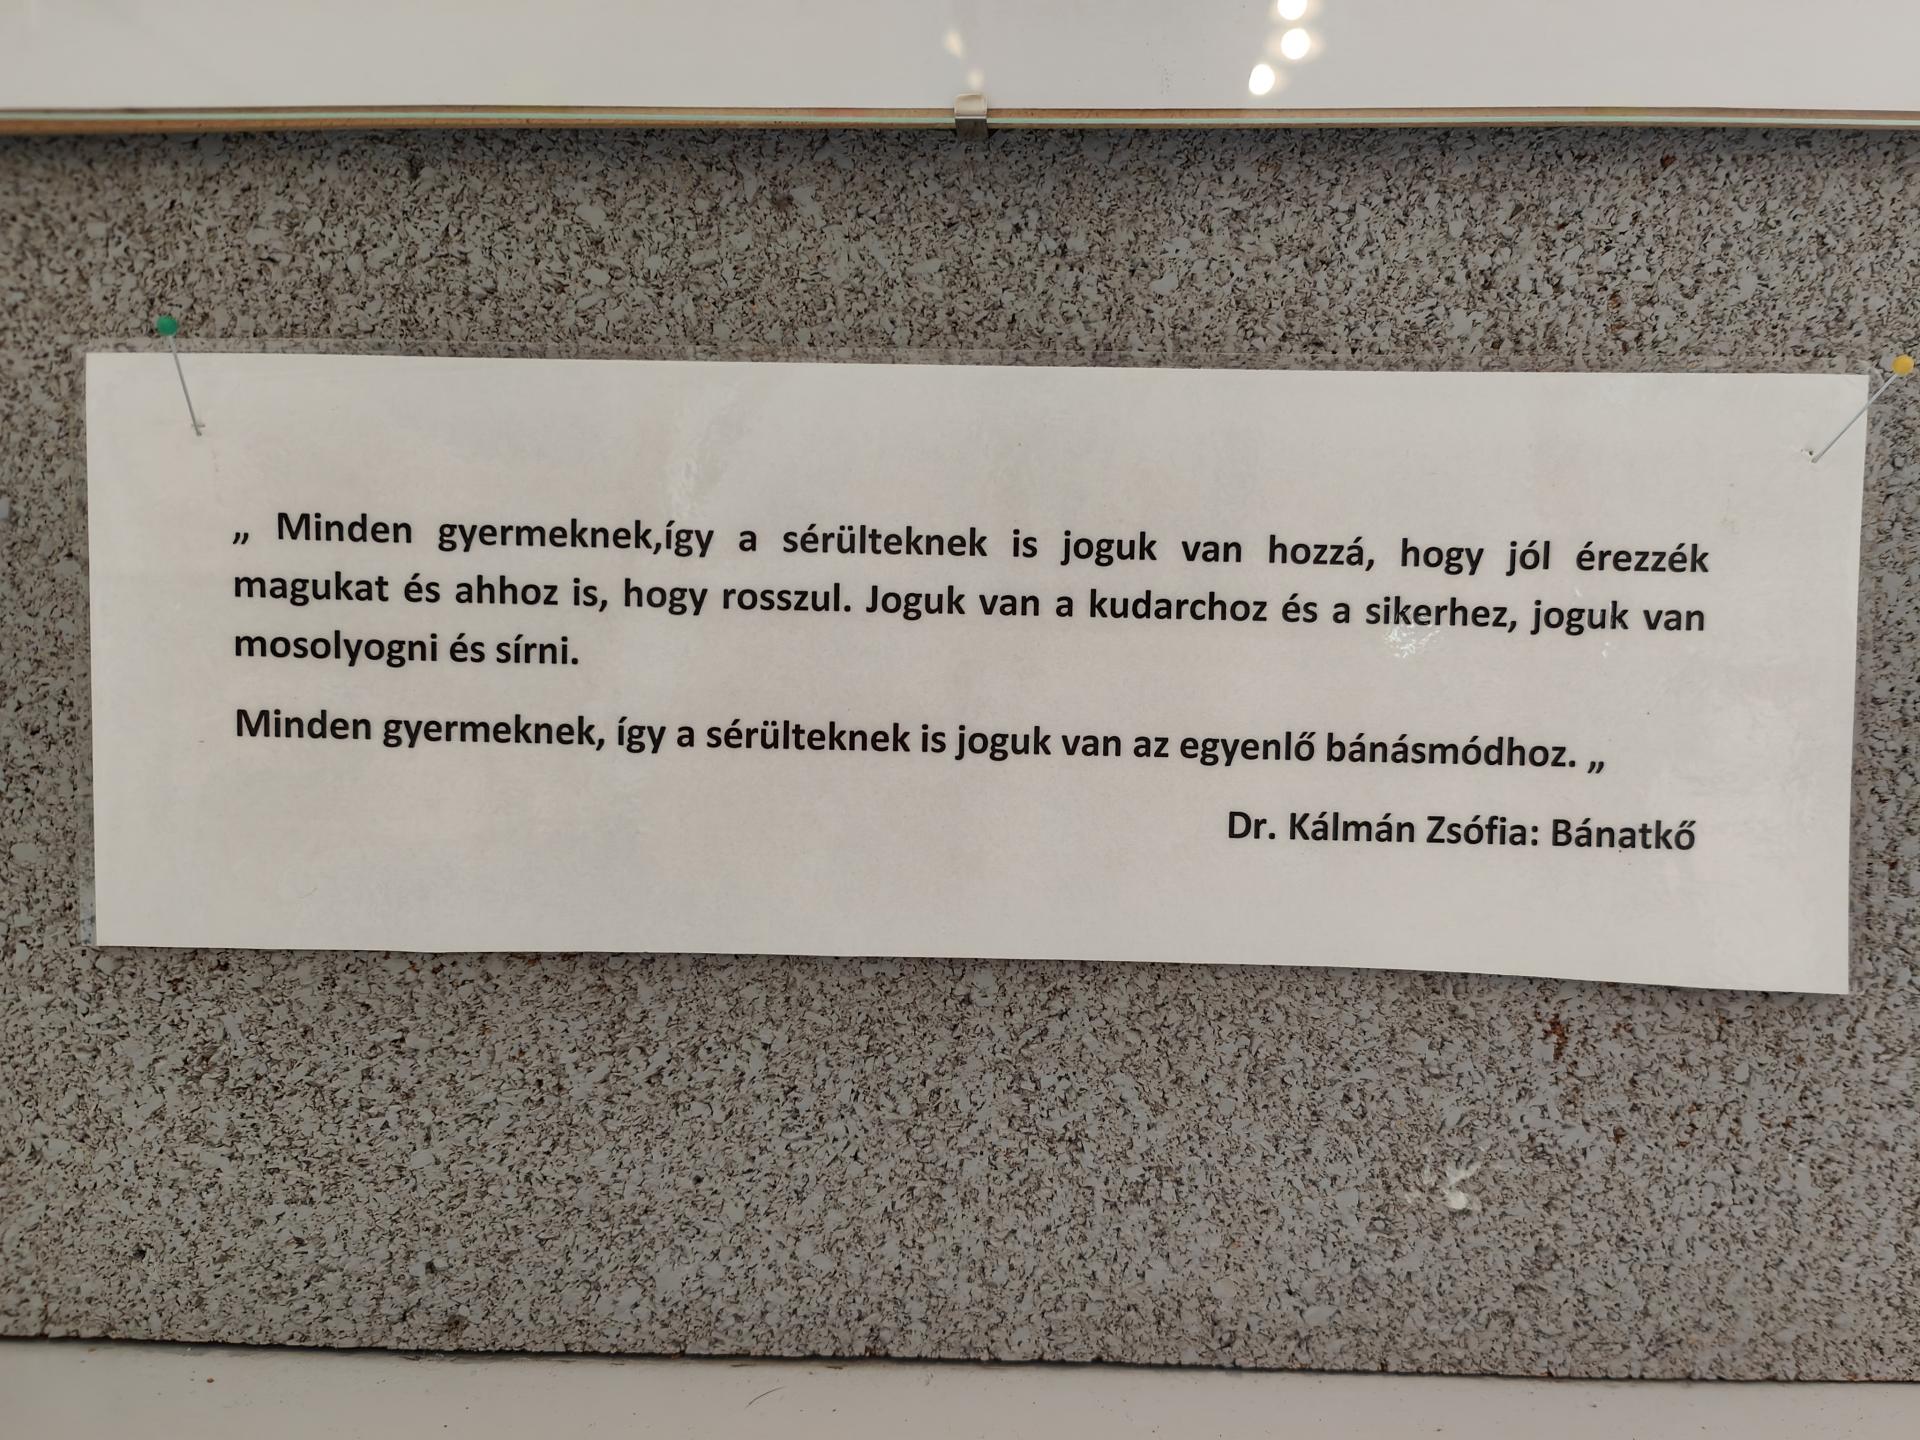 „ Minden gyermeknek,így a sérülteknek is joguk van hozzá, hogy jól érezzék
magukat és ahhoz is, hogy rosszul. Joguk van a kudarchoz és a sikerhez, joguk van
mosolyogni és sírni.
Minden gyermeknek, így a sérülteknek is joguk van az egyenlő bánásmódhoz. „
Dr. Kálmán Zsófia: Bánatkő